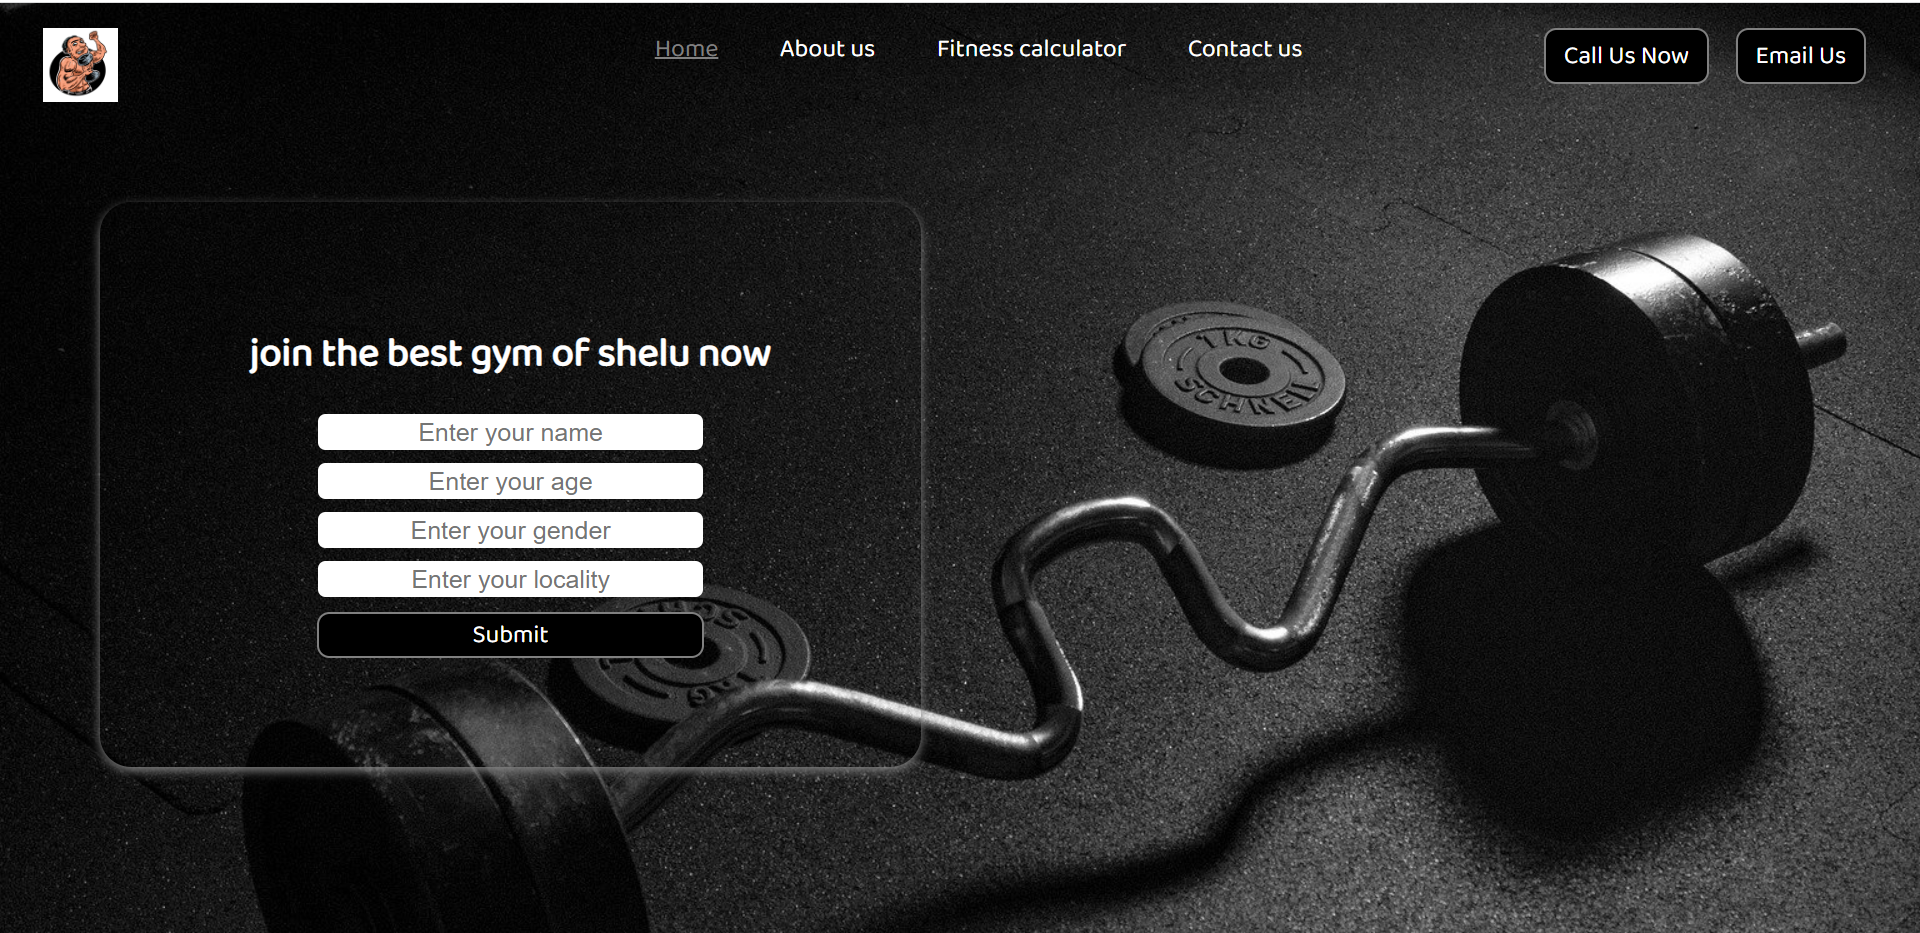 Home
About us
Fitness calculator
Contact us
Call Us Now
Email Us
join the best gym of shelu now
1KG
SCHNELL
Enter your name
Enter your age
Enter your gender
Enter your locality
Submit
1KG